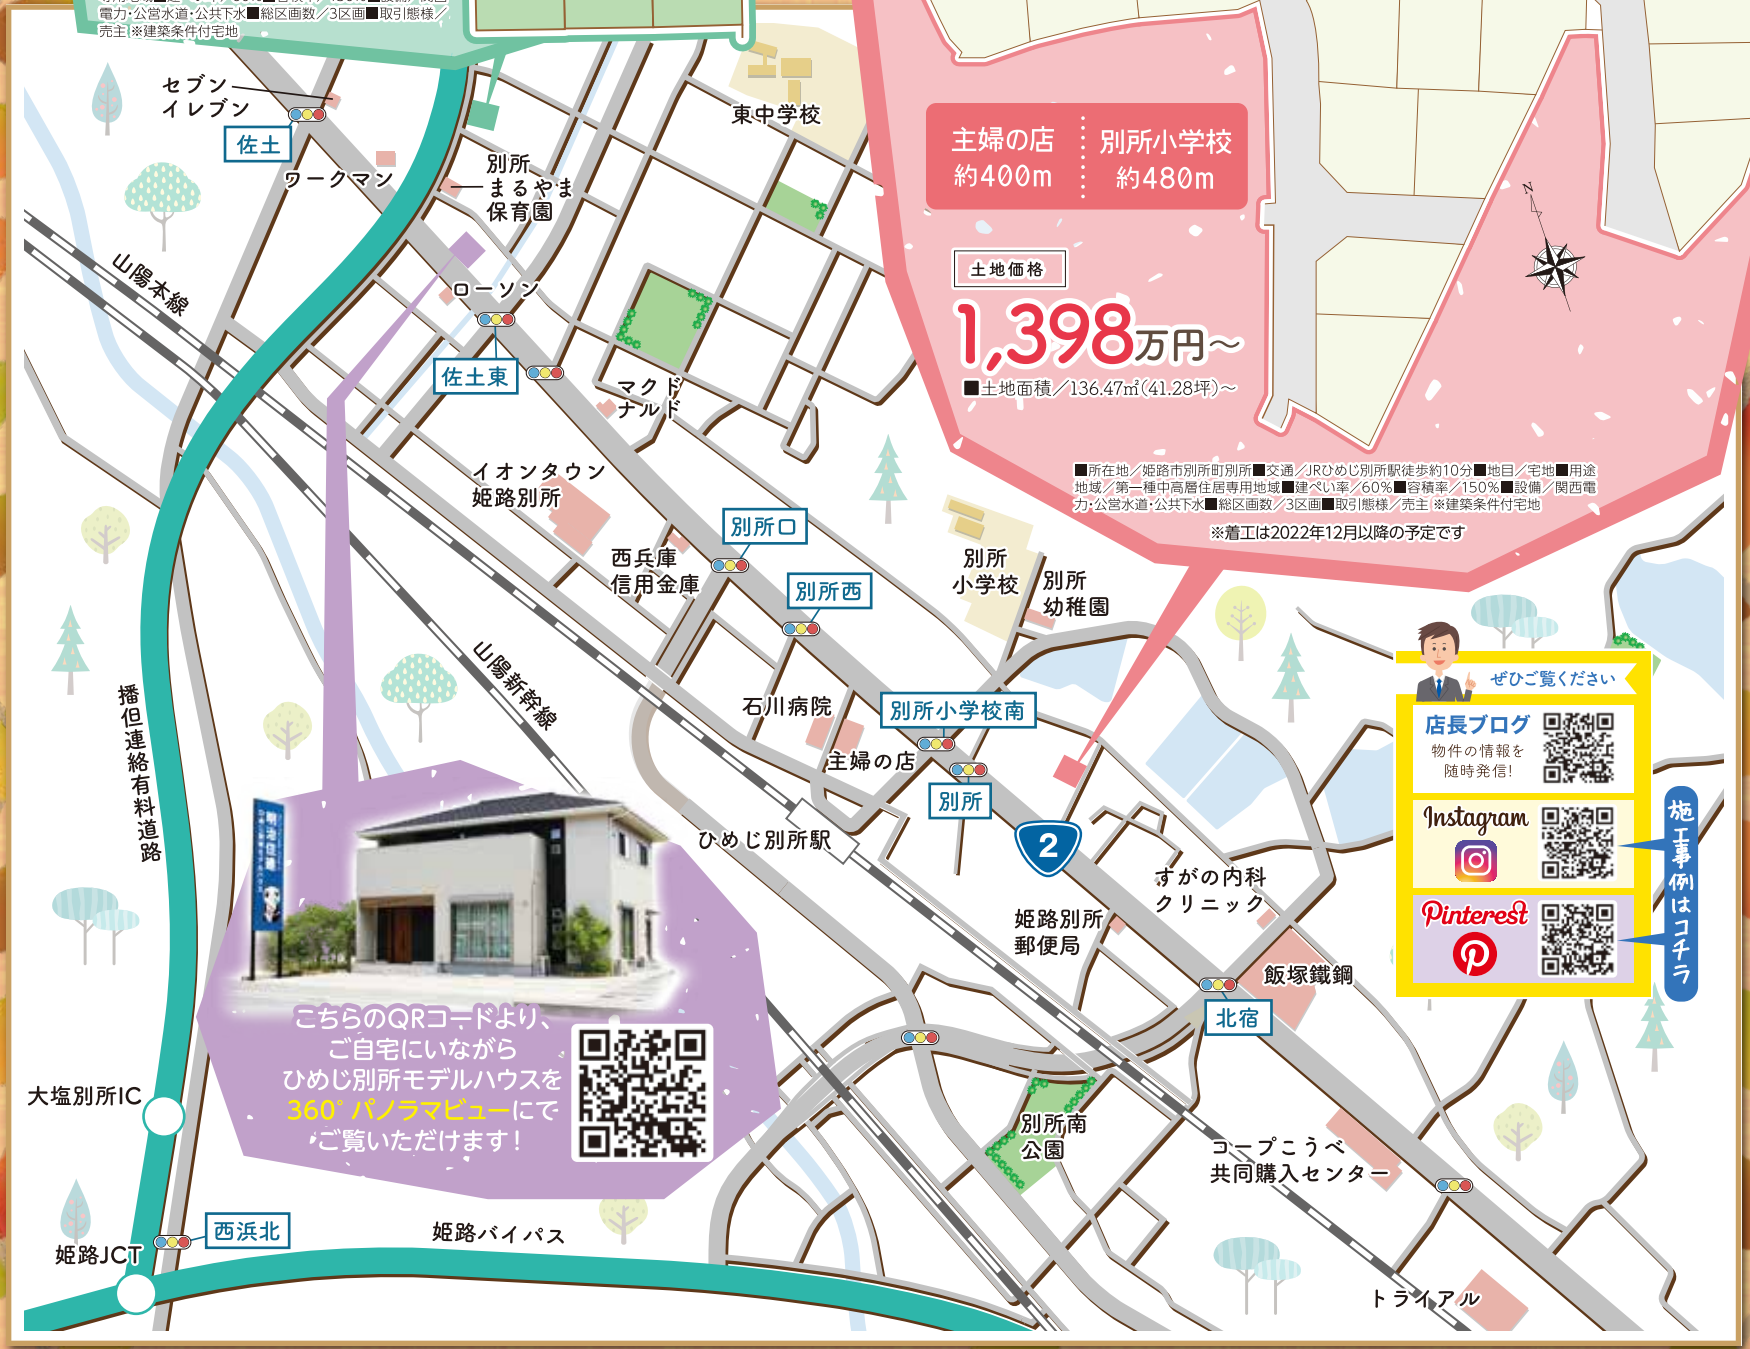 電力･公営水道･公共下水■総区画数／3区画■取引態様／
売主 ※建築条件付宅地
セブン
イレブン
佐土
ワークマン
別所
まるやま
保育園
東中学校
山陽本線
ローソン
佐土東
マクド
ナルド
イオンタウン
姫路別所
西兵庫
信用金庫
別所口
別所西
別所
小学校
別所
幼稚園
山陽新幹線
石川病院
別所小学校南
主婦の店
別所
ひめじ別所駅
2
すがの内科
クリニック
姫路別所
郵便局
飯塚鐵鋼
北宿
播但連絡有料道路
別所南
公園
コープこうべ
共同購入センター
大塩別所IC
西浜北
姫路JCT
姫路バイパス
トライアル
主婦の店
約400m
別所小学校
約480m
土地価格
1,398万円～
■土地面積／136.47㎡(41.28坪)～
■所在地／姫路市別所町別所■交通／JRひめじ別所駅徒歩約10分■地目／宅地■用途
地域／第一種中高層住居専用地域■建ぺい率／60%■容積率／150%■設備／関西電
力･公営水道･公共下水■総区画数／3区画■取引態様／売主 ※建築条件付宅地
※着工は2022年12月以降の予定です
N
ぜひご覧ください
店長ブログ
物件の情報を
随時発信!
Instagram
Pinterest
施工事例はコチラ
明治住建
こちらのQRコードより、
ご自宅にいながら
ひめじ別所モデルハウスを
360°パノラマビューにて
ご覧いただけます!